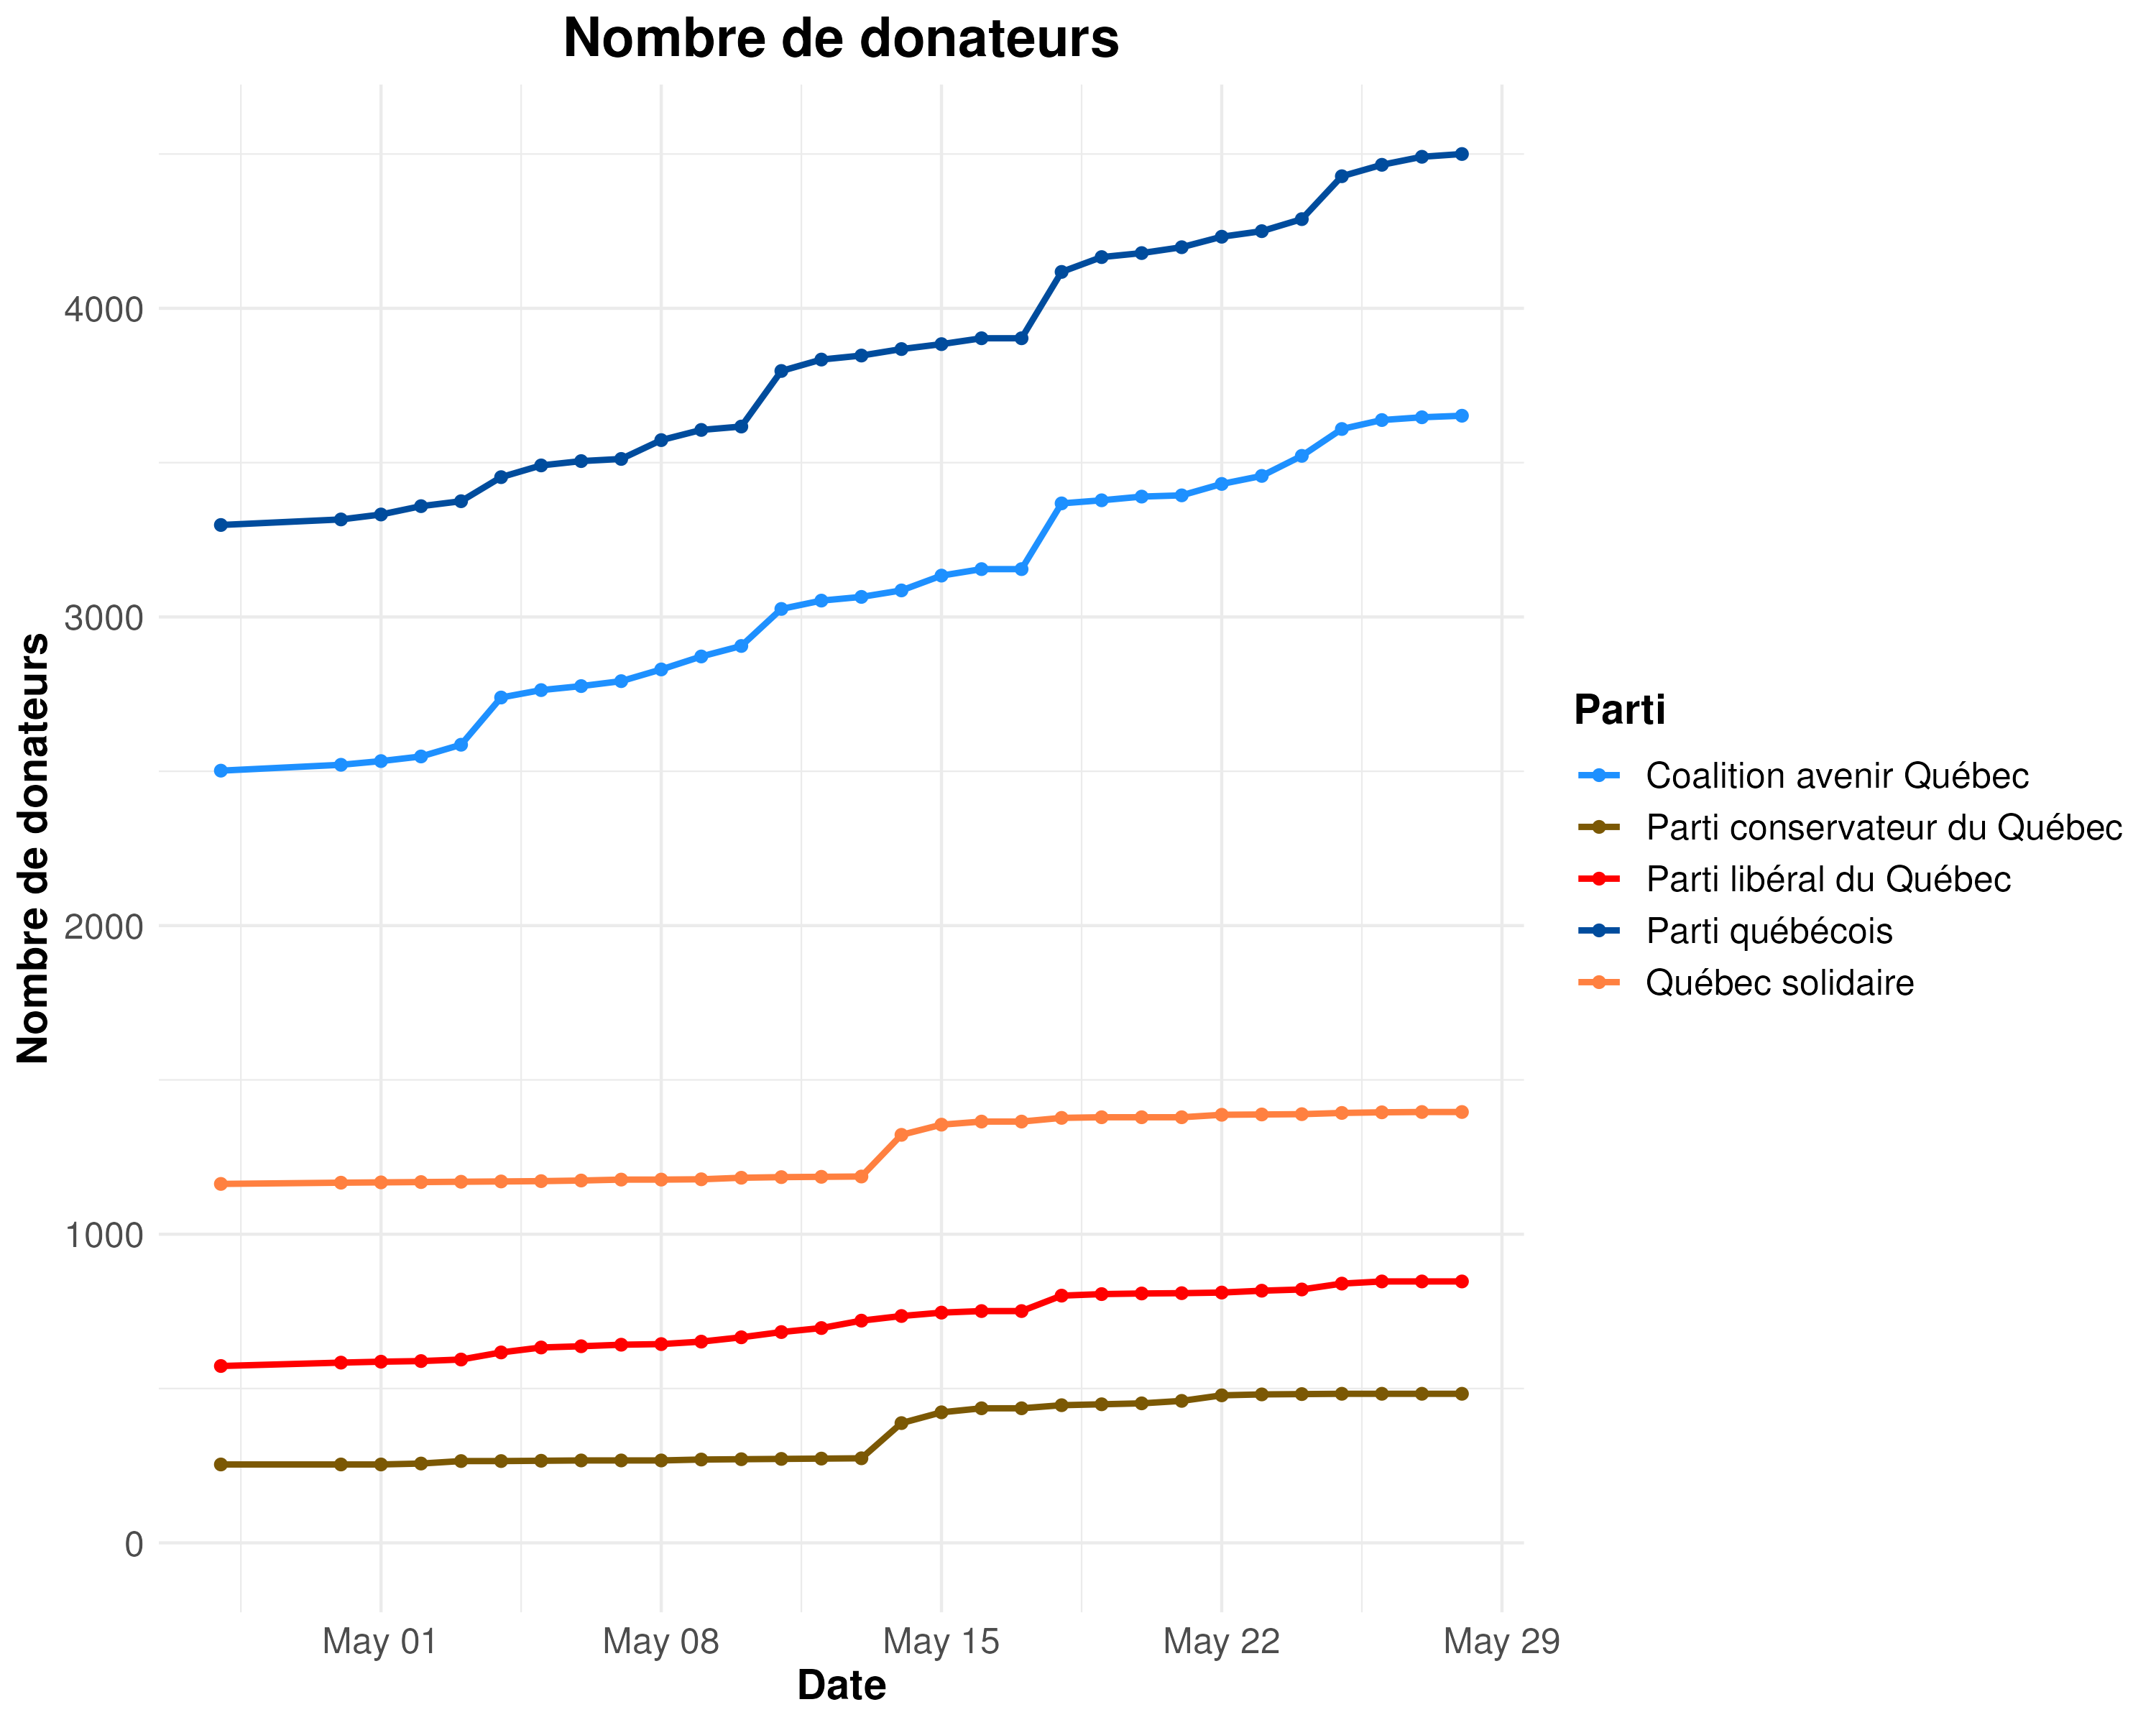 Nombre de donateurs
Nombre de donateurs
4000
3000
2000
1000
0
May 01
May 08
May 15
May 22
May 29
Date
Parti
Coalition avenir Québec
Parti conservateur du Québec
Parti libéral du Québec
Parti québécois
Québec solidaire